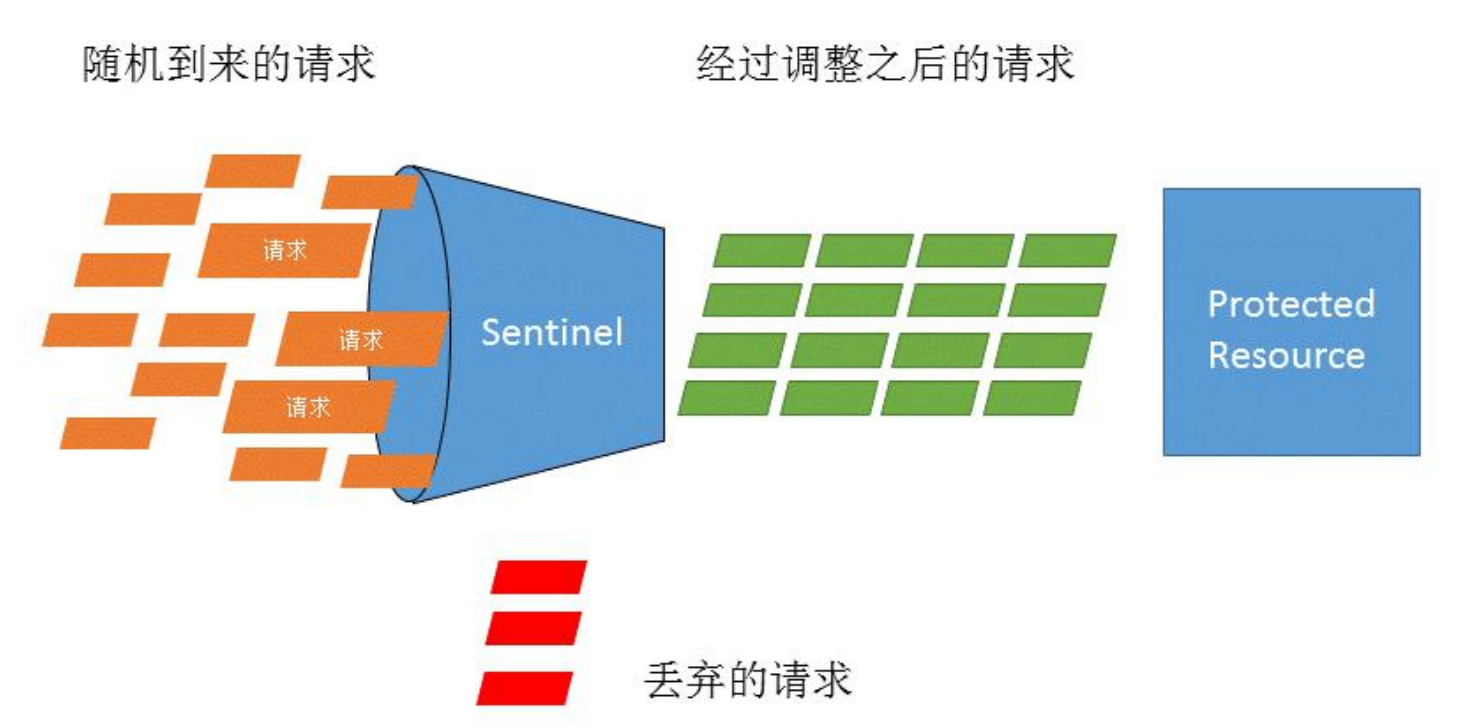 随机到来的请求
经过调整之后的请求
请求
请求
请求
Sentinel
Protected
Resource
丢弃的请求